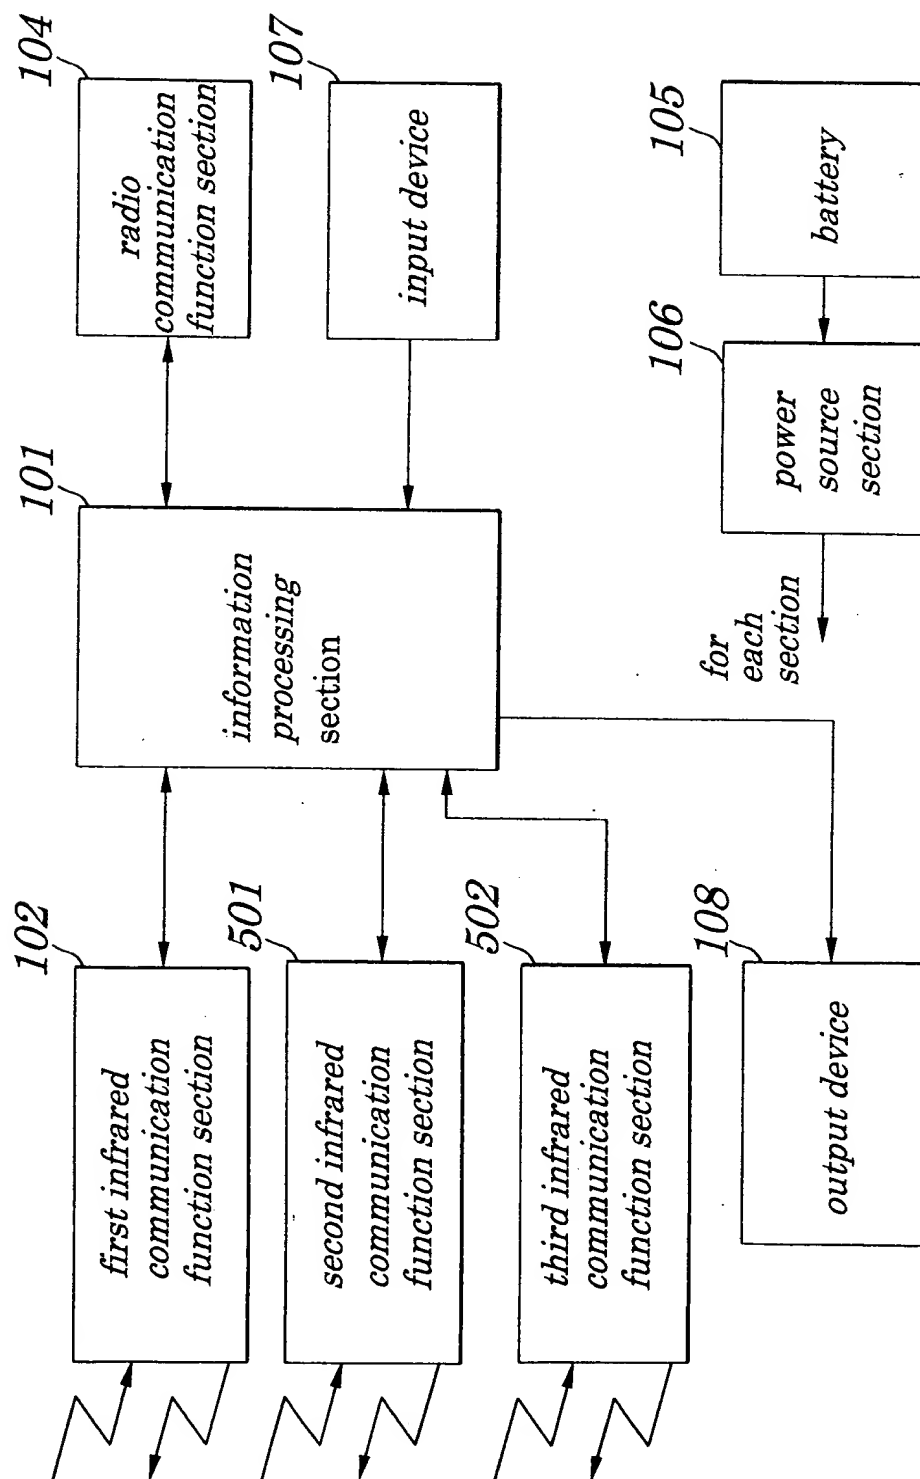 102
first infrared
communication
function section
501
second infrared
communication
function section
502
third infrared
communication
function section
108
output device
101
information
processing
section
for
each
section
104
radio
communication
function section
107
input device
106
power
source
section
105
battery